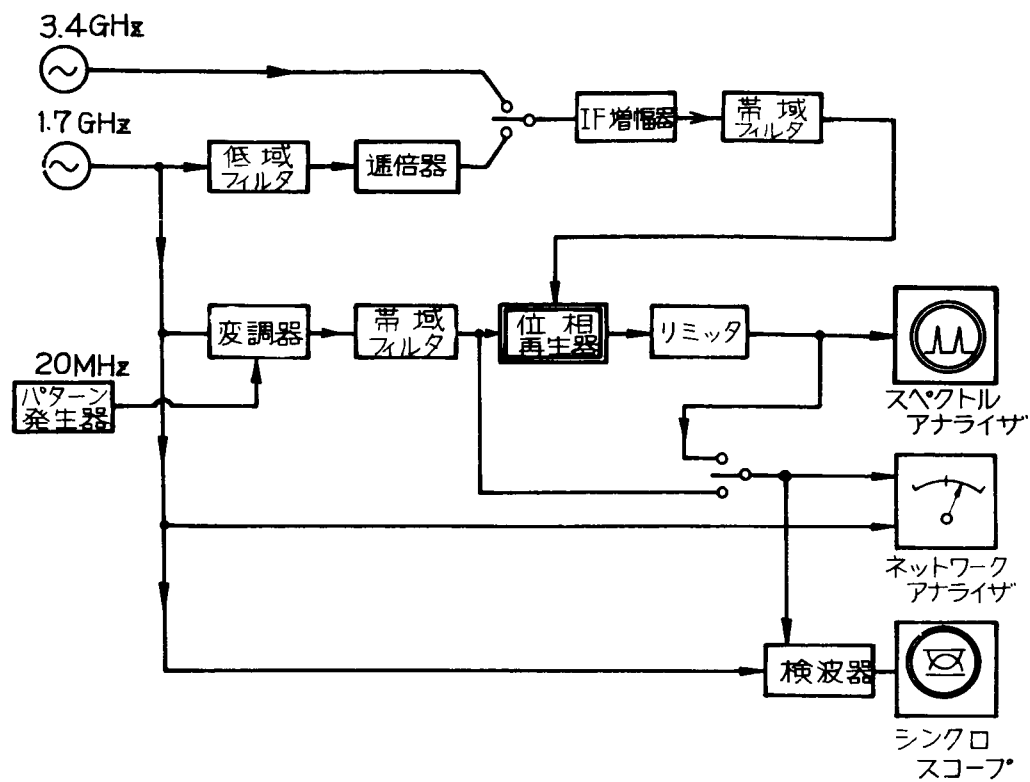 3.4GHz
1.7GHz
IF増幅器
帯域
フィルタ
低域
フィルタ
逓倍器
変調器
帯域
フィルタ
位相
再生器
リミッタ
スペクトル
アナライザ
20MHz
パターン
発生器
ネットワーク
アナライザ
検波器
シンクロ
スコープ